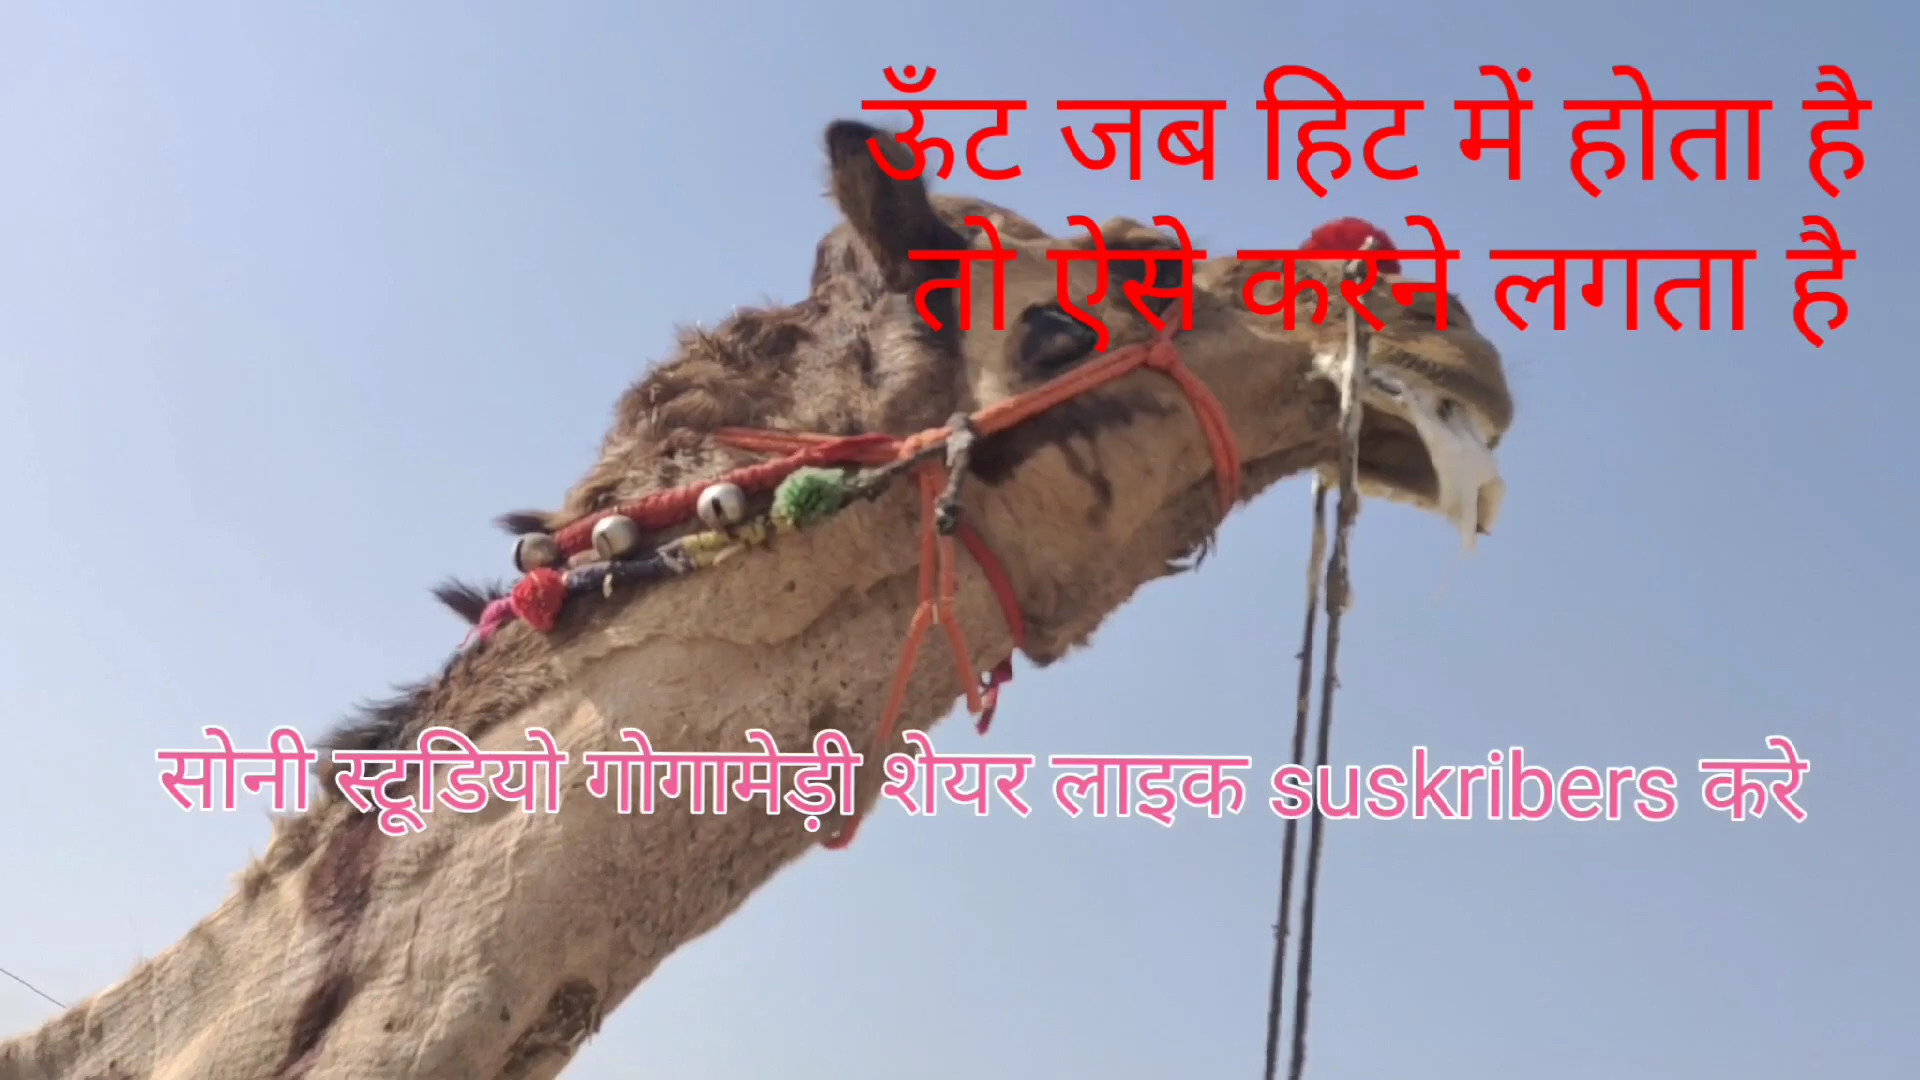 ऊँट जब हिट में होता है
तो ऐसे करने लगता है
सोनी स्टूडियो गोगामेड़ी शेयर लाइक suskribers करे